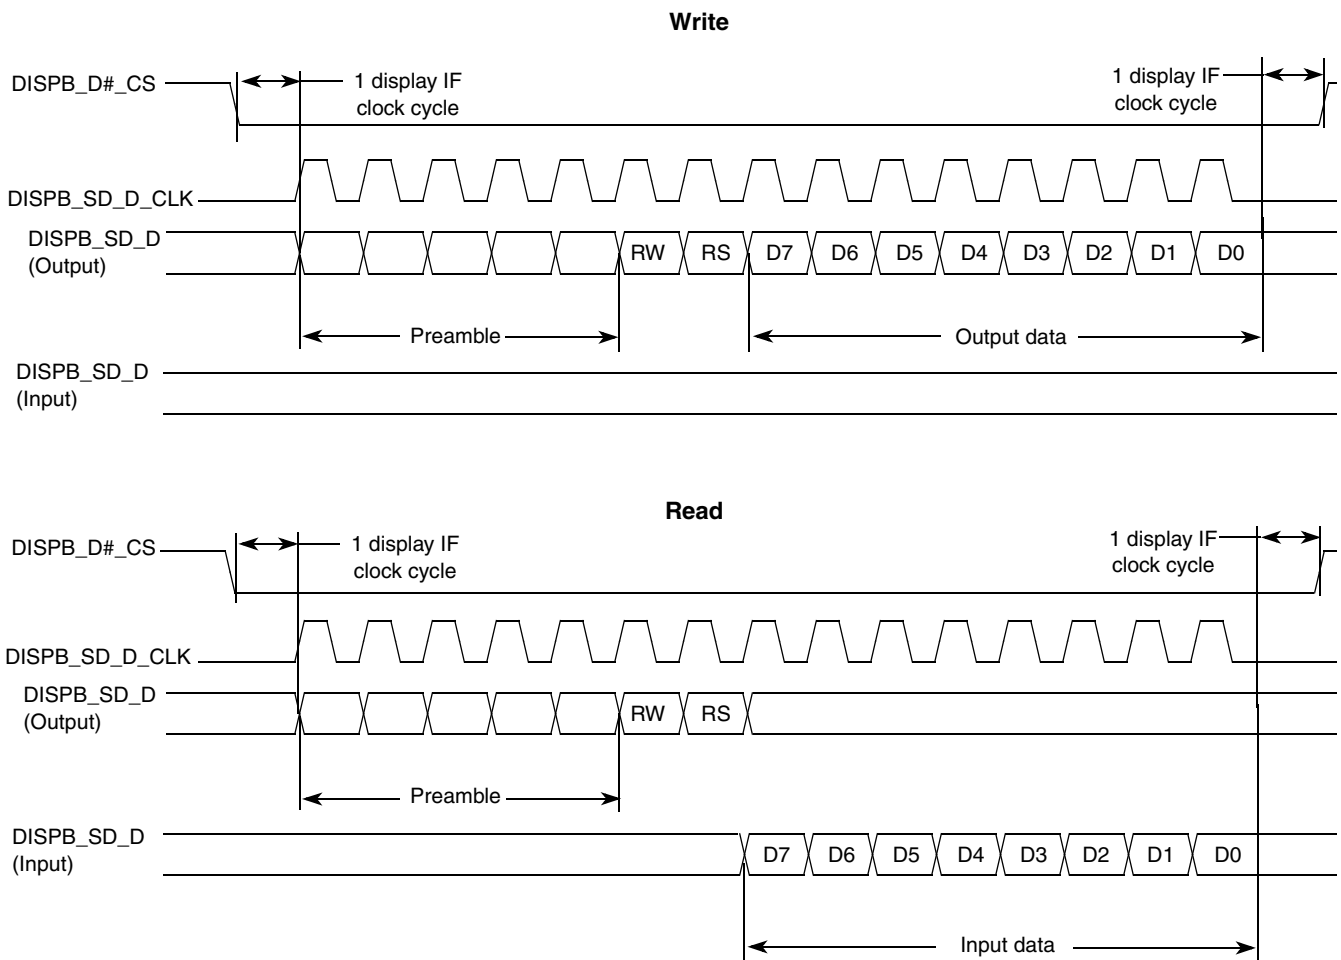 Write
DISPB_D#_CS
1 display IF
clock cycle
1 display IF
clock cycle
DISPB_SD_D_CLK
DISPB_SD_D
(Output)
RW RS D7 D6 D5 D4 D3 D2 D1 D0
Preamble
Output data
DISPB_SD_D
(Input)
Read
DISPB_D#_CS
1 display IF
clock cycle
1 display IF
clock cycle
DISPB_SD_D_CLK
DISPB_SD_D
(Output)
RW RS
Preamble
DISPB_SD_D
(Input)
D7 D6 D5 D4 D3 D2 D1 D0
Input data